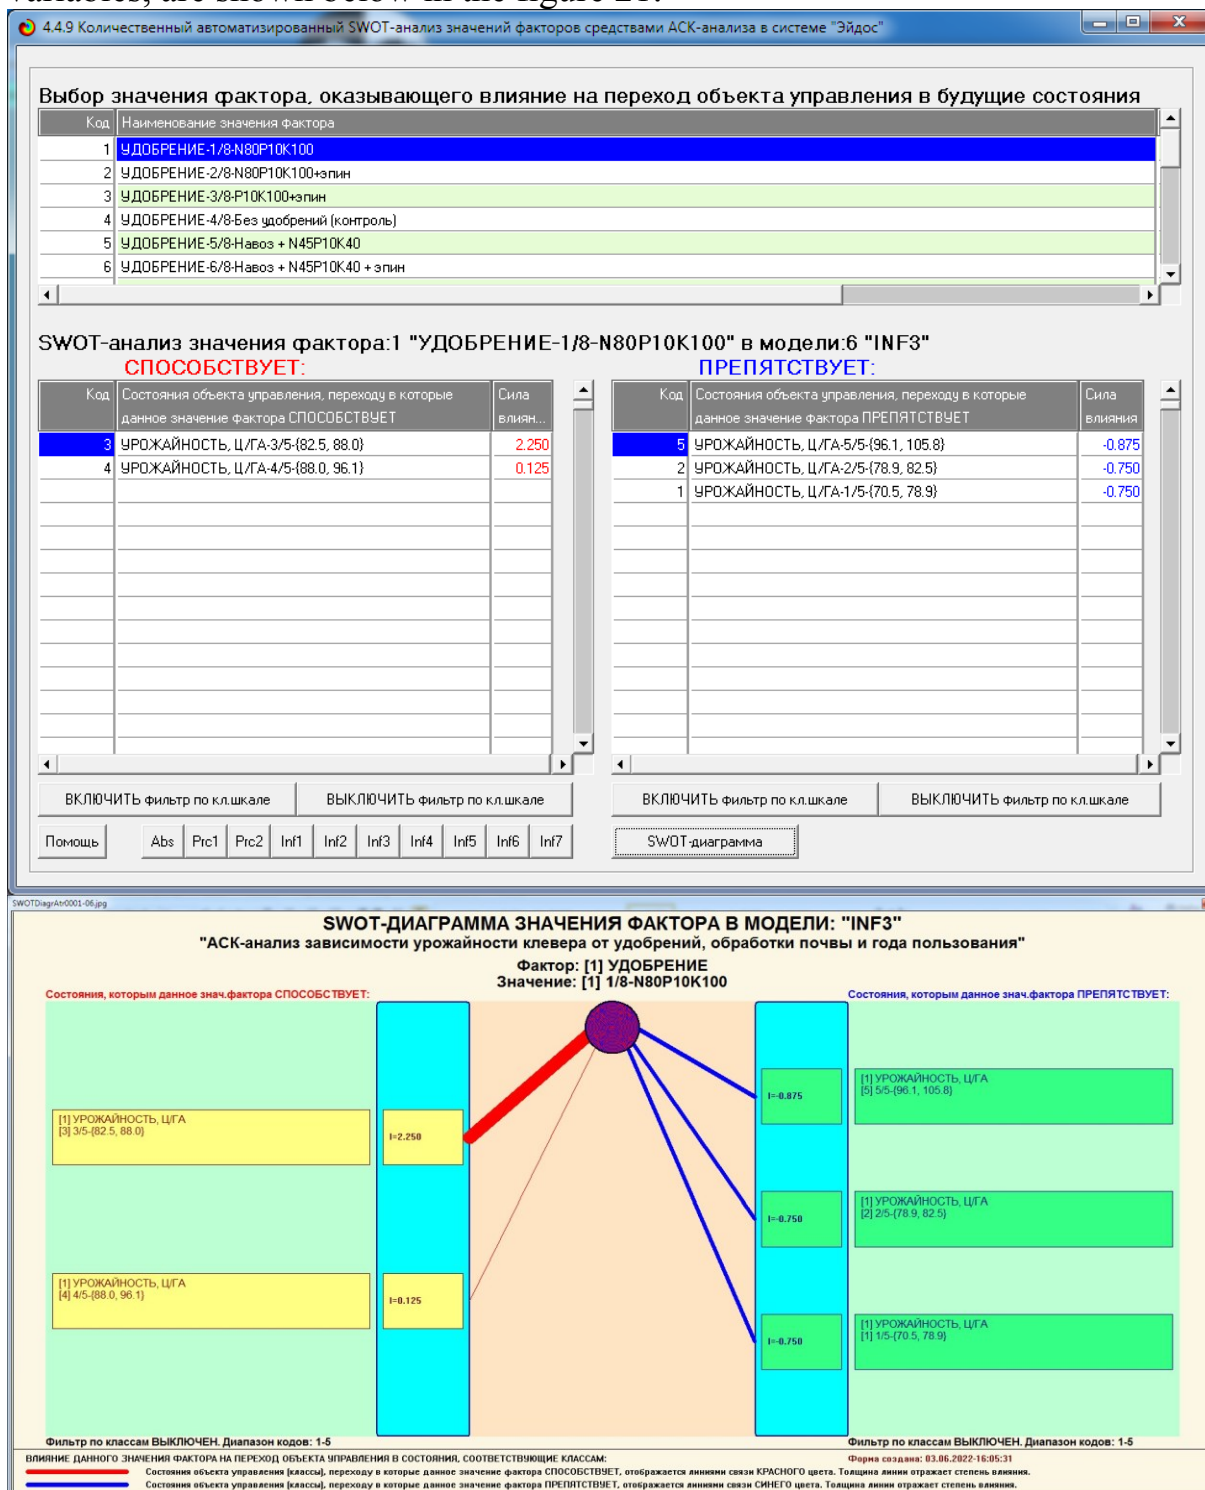 variables, are shown below in the figure 21.
4.4.9 Количественный автоматизированный SWOT-анализ значений факторов средствами АСК-анализа в системе "Эйдос"
Выбор значения фактора, оказывающего влияние на переход объекта управления в будущие состояния
Код Наименование значения фактора
1 УДОБРЕНИЕ-1/8-N80P10K100
2 УДОБРЕНИЕ-2/8-N80P10K100+эпин
3 УДОБРЕНИЕ-3/8-P10K100+эпин
4 УДОБРЕНИЕ-4/8-Без удобрений (контроль)
5 УДОБРЕНИЕ-5/8-Навоз + N45P10K40
6 УДОБРЕНИЕ-6/8-Навоз + N45P10K40 + эпин
SWOT-анализ значения фактора:1 "УДОБРЕНИЕ-1/8-N80P10K100" в модели:6 "INF3"
СПОСОБСТВУЕТ:
Код Состояния объекта управления, переходу в которые данное значение фактора СПОСОБСТВУЕТ Сила влиян...
3 УРОЖАЙНОСТЬ, Ц/ГА-3/5-{82.5, 88.0} 2.250
4 УРОЖАЙНОСТЬ, Ц/ГА-4/5-{88.0, 96.1} 0.125
ПРЕПЯТСТВУЕТ:
Код Состояния объекта управления, переходу в которые данное значение фактора ПРЕПЯТСТВУЕТ Сила влияния
5 УРОЖАЙНОСТЬ, Ц/ГА-5/5-{96.1, 105.8} -0.875
2 УРОЖАЙНОСТЬ, Ц/ГА-2/5-{78.9, 82.5} -0.750
1 УРОЖАЙНОСТЬ, Ц/ГА-1/5-{70.5, 78.9} -0.750
ВКЛЮЧИТЬ фильтр по кл.шкале ВЫКЛЮЧИТЬ фильтр по кл.шкале ВКЛЮЧИТЬ фильтр по кл.шкале ВЫКЛЮЧИТЬ фильтр по кл.шкале
Помощь Abs Prc1 Prc2 Inf1 Inf2 Inf3 Inf4 Inf5 Inf6 Inf7 SWOT-диаграмма
SWOTDiagrAtr0001-06.jpg
SWOT-ДИАГРАММА ЗНАЧЕНИЯ ФАКТОРА В МОДЕЛИ: "INF3"
"АСК-анализ зависимости урожайности клевера от удобрений, обработки почвы и года пользования"
Фактор: [1] УДОБРЕНИЕ
Значение: [1] 1/8-N80P10K100
Состояния, которым данное знач.фактора СПОСОБСТВУЕТ:
Состояния, которым данное знач.фактора ПРЕПЯТСТВУЕТ:
[1] УРОЖАЙНОСТЬ, Ц/ГА
[3] 3/5-{82.5, 88.0}
I=2.250
[1] УРОЖАЙНОСТЬ, Ц/ГА
[4] 4/5-{88.0, 96.1}
I=0.125
I=-0.875
[1] УРОЖАЙНОСТЬ, Ц/ГА
[5] 5/5-{96.1, 105.8}
I=-0.750
[1] УРОЖАЙНОСТЬ, Ц/ГА
[2] 2/5-{78.9, 82.5}
I=-0.750
[1] УРОЖАЙНОСТЬ, Ц/ГА
[1] 1/5-{70.5, 78.9}
Фильтр по классам ВЫКЛЮЧЕН. Диапазон кодов: 1-5
Фильтр по классам ВЫКЛЮЧЕН. Диапазон кодов: 1-5
ВЛИЯНИЕ ДАННОГО ЗНАЧЕНИЯ ФАКТОРА НА ПЕРЕХОД ОБЪЕКТА УПРАВЛЕНИЯ В СОСТОЯНИЯ, СООТВЕТСТВУЮЩИЕ КЛАССАМ:
Форма создана: 03.06.2022-16:05:31
Состояния объекта управления [классы], переходу в которые данное значение фактора СПОСОБСТВУЕТ, отображается линиями связи КРАСНОГО цвета. Толщина линии отражает степень влияния.
Состояния объекта управления [классы], переходу в которые данное значение фактора ПРЕПЯТСТВУЕТ, отображается линиями связи СИНЕГО цвета. Толщина линии отражает степень влияния.